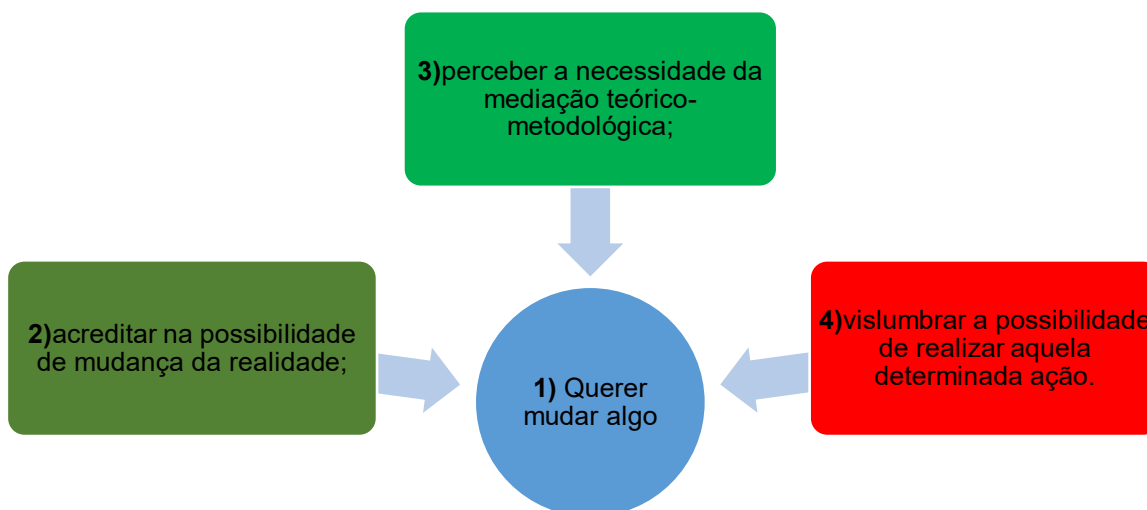 3)perceber a necessidade da
mediação teórico-
metodológica;
2)acreditar na possibilidade
de mudança da realidade;
4)vislumbrar a possibilidade
de realizar aquela
determinada ação.
1) Querer
mudar algo